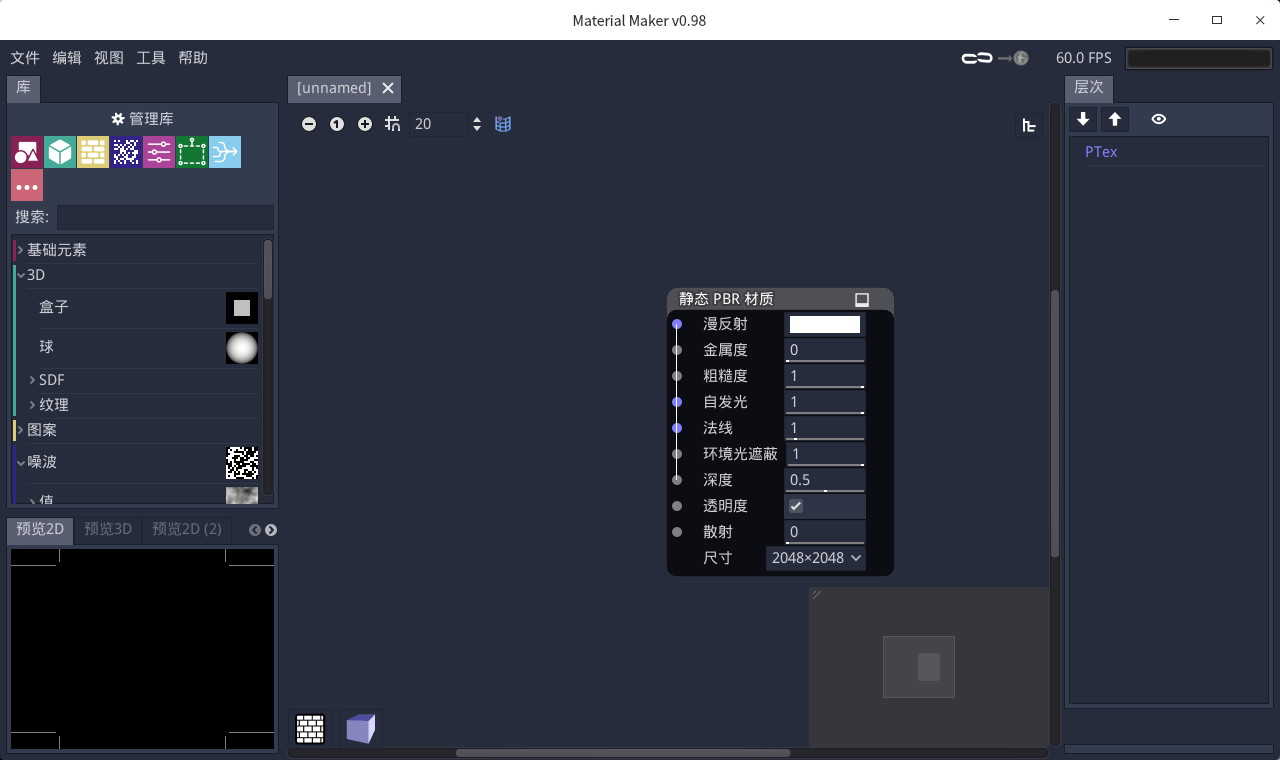 Material Maker v0.98
文件 编辑 视图 工具 帮助
60.0 FPS
库
[unnamed]
层次
管理库
20
PTex
搜索:
基础元素
3D
盒子
球
SDF
纹理
图案
噪波
值
静态 PBR 材质
漫反射
金属度 0
粗糙度 1
自发光 1
法线 1
环境光遮蔽 1
深度 0.5
透明度
散射 0
尺寸 2048×2048
预览2D 预览3D 预览2D (2)